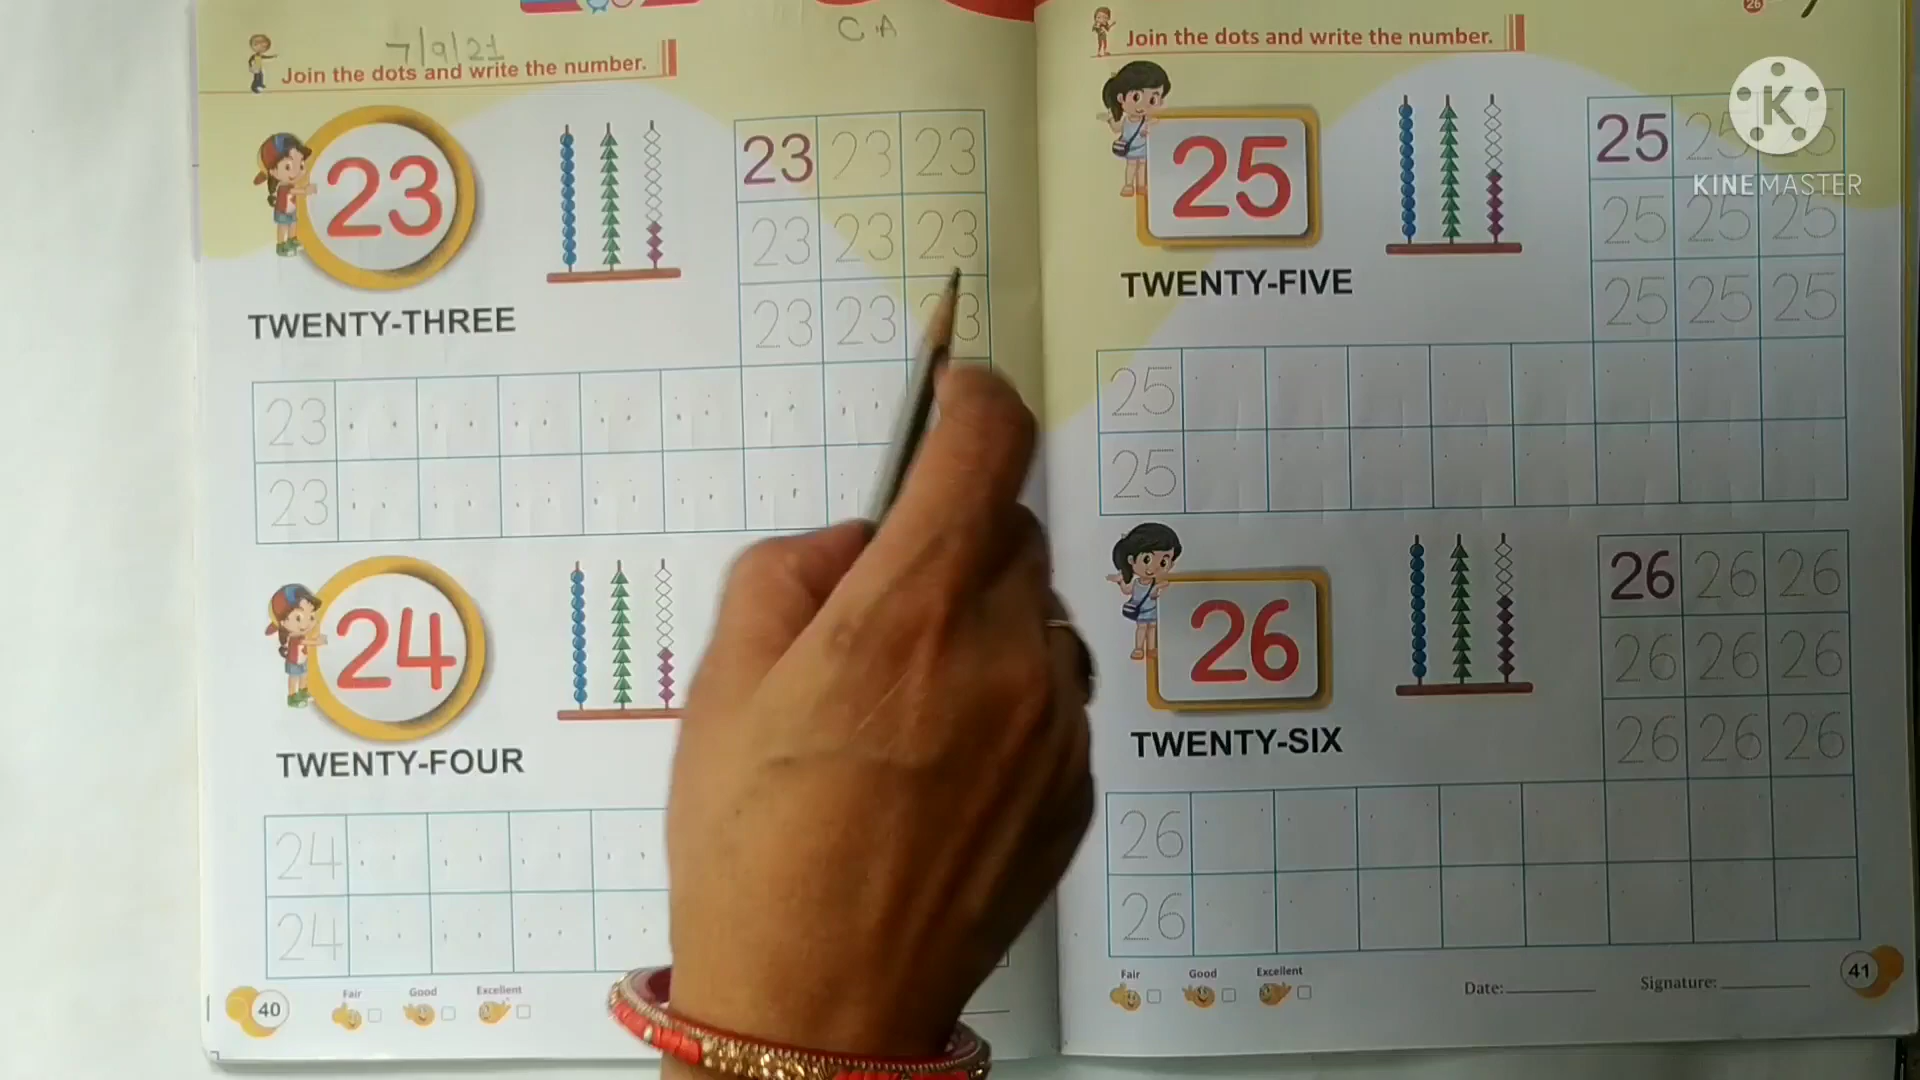 7/9/21
C.A
Join the dots and write the number.
23
23 23 23
23 23 23
23 23
TWENTY-THREE
23
23
24
TWENTY-FOUR
24
24
40
Fair Good Excellent
26
Join the dots and write the number.
25
25 25 25
25 25 25
25 25 25
TWENTY-FIVE
25
25
26
26 26 26
26 26 26
26 26 26
TWENTY-SIX
26
26
Fair Good Excellent
Date: Signature:
41
K
KINEMASTER